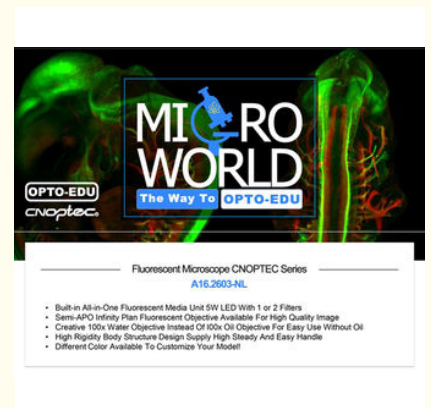 MICRO
WORLD
The Way To OPTO-EDU
OPTO-EDU
CNOPTEC®
Fluorescent Microscope CNOPTEC Series
A16.2603-NL
• Built-in All-in-One Fluorescent Media Unit 5W LED With 1 or 2 Filters
• Semi-APO Infinity Plan Fluorescent Objective Available For High Quality Image
• Creative 100x Water Objective Instead Of I00x Oil Objective For Easy Use Without Oil
• High Rigidity Body Structure Design Supply High Steady And Easy Handle
• Different Color Available To Customize Your Model!